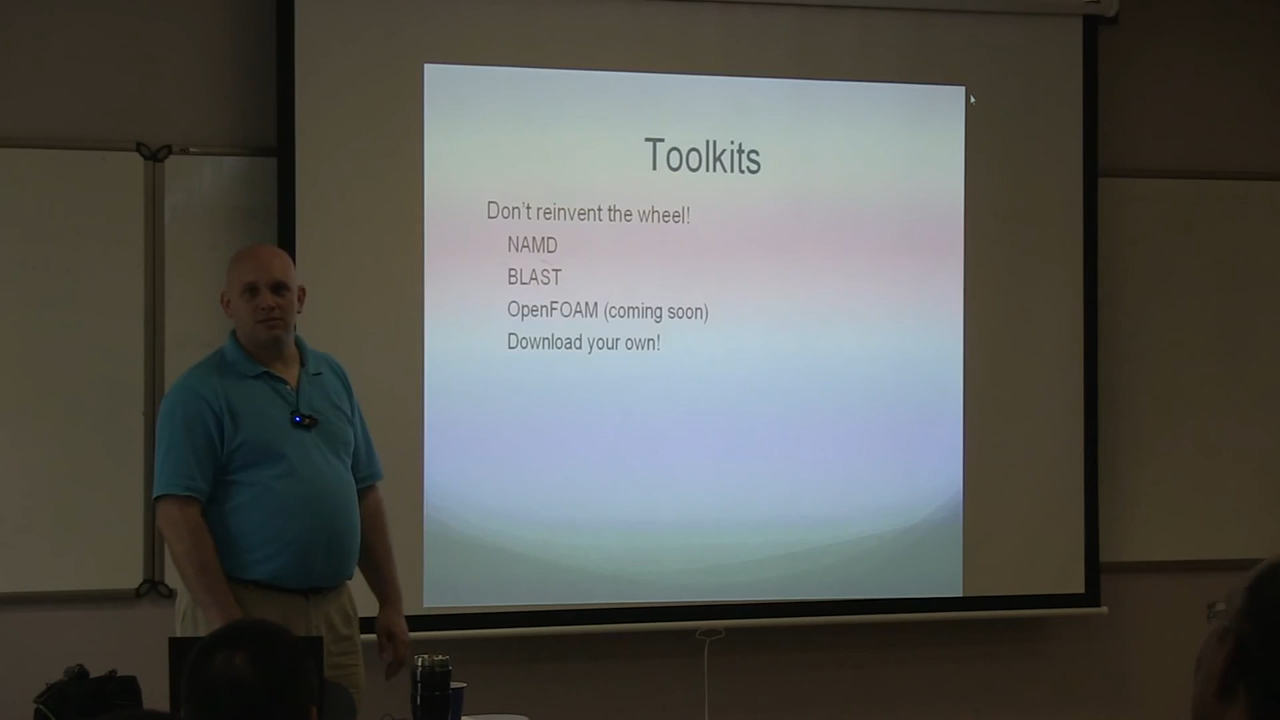 Toolkits
Don't reinvent the wheel!
NAMD
BLAST
OpenFOAM (coming soon)
Download your own!